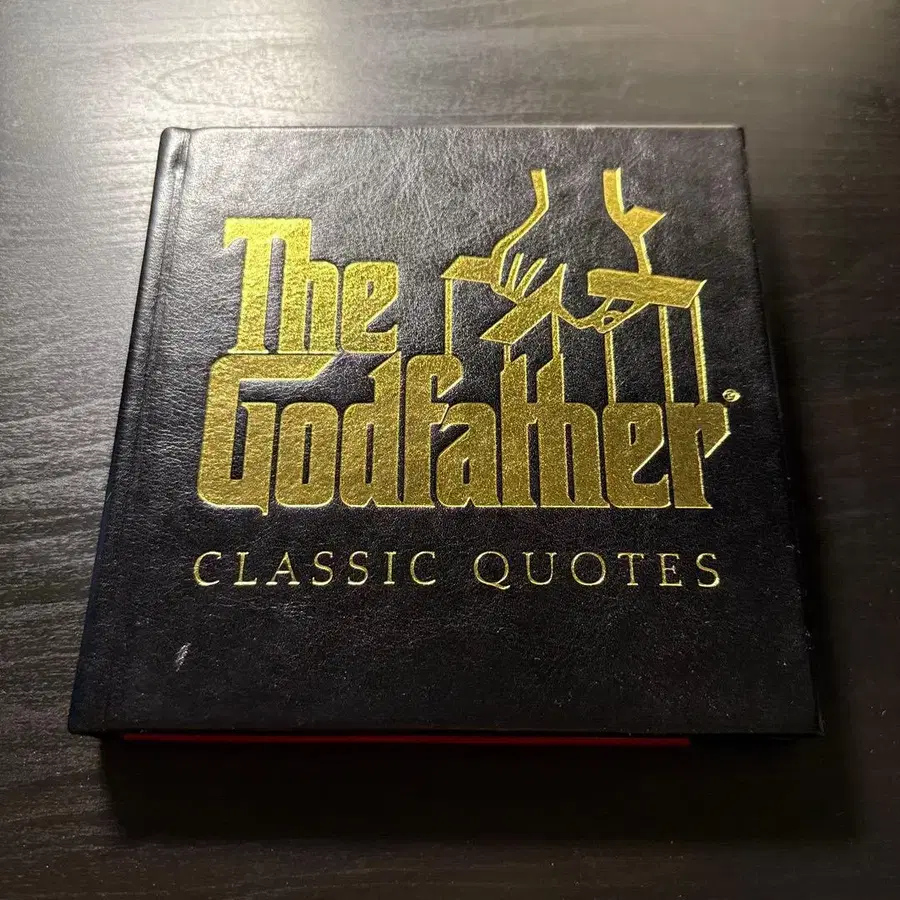 The
Godfather
CLASSIC QUOTES